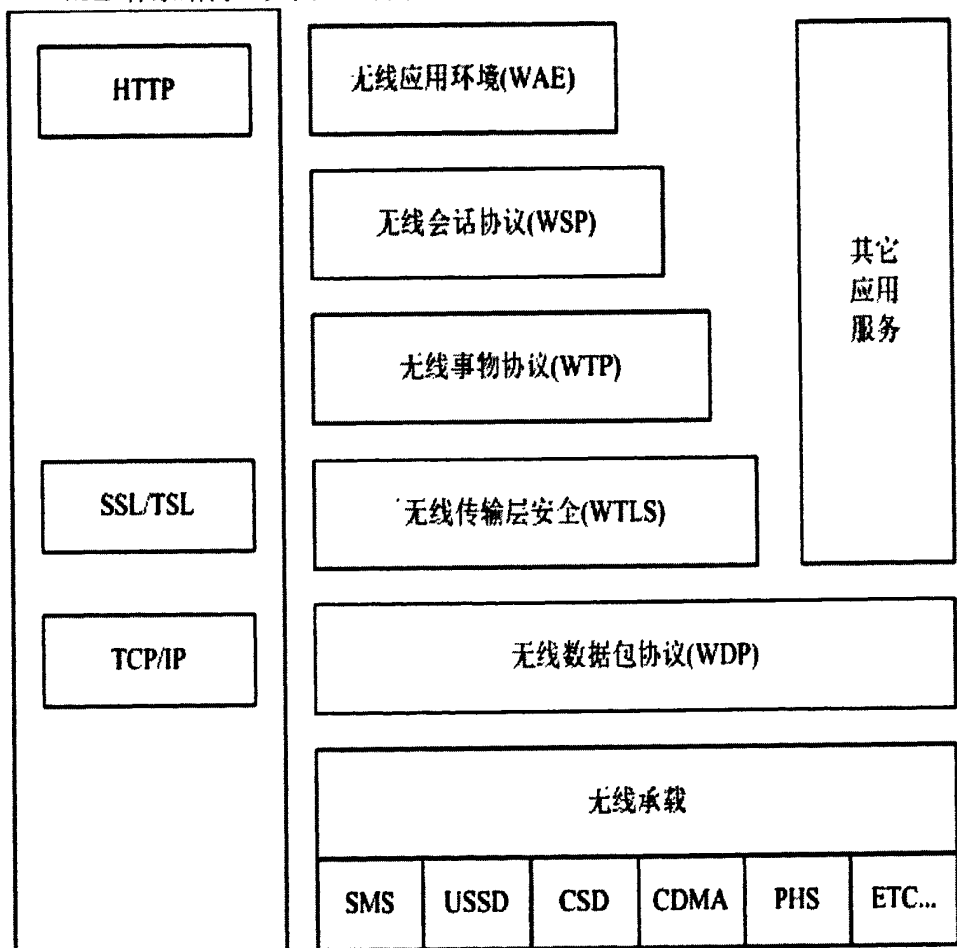 HTTP
无线应用环境(WAE)
无线会话协议(WSP)
其它
应用
服务
无线事物协议(WTP)
SSL/TSL
无线传输层安全(WTLS)
TCP/IP
无线数据包协议(WDP)
无线承载
SMS
USSD
CSD
CDMA
PHS
ETC...